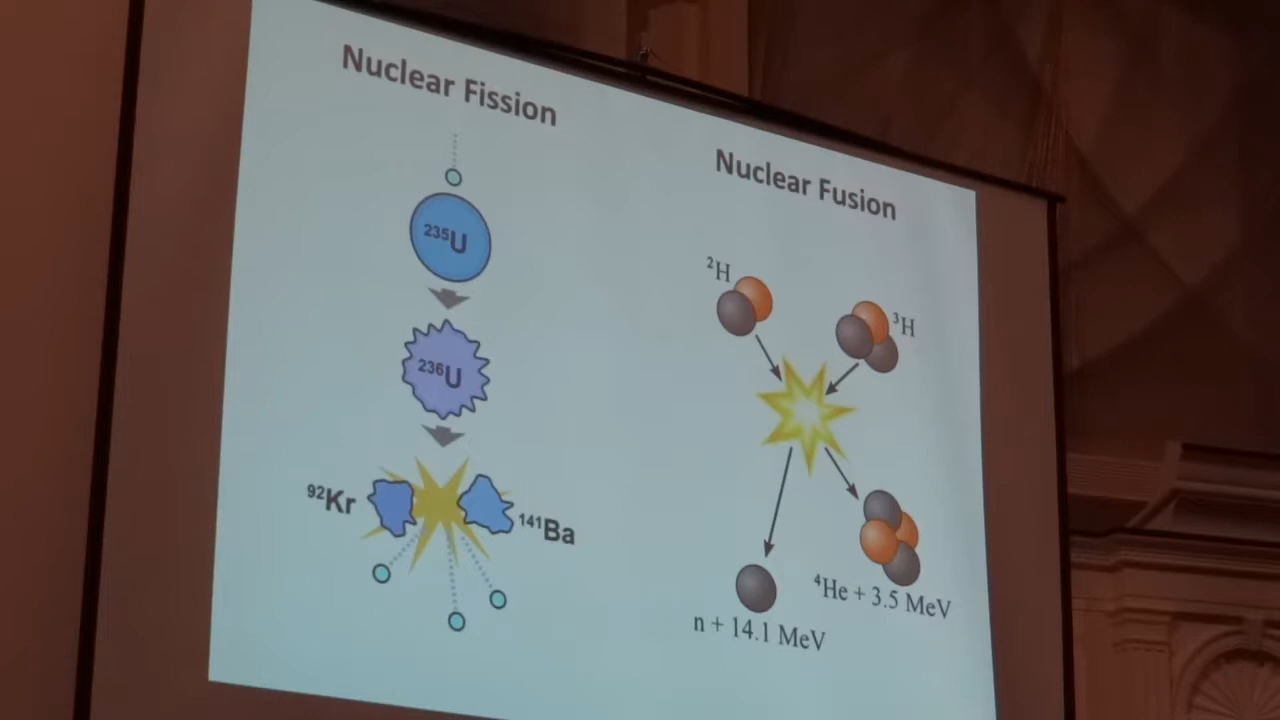 Nuclear Fission
²³⁵U
²³⁶U
⁹²Kr
¹⁴¹Ba
Nuclear Fusion
²H
³H
⁴He + 3.5 MeV
n + 14.1 MeV